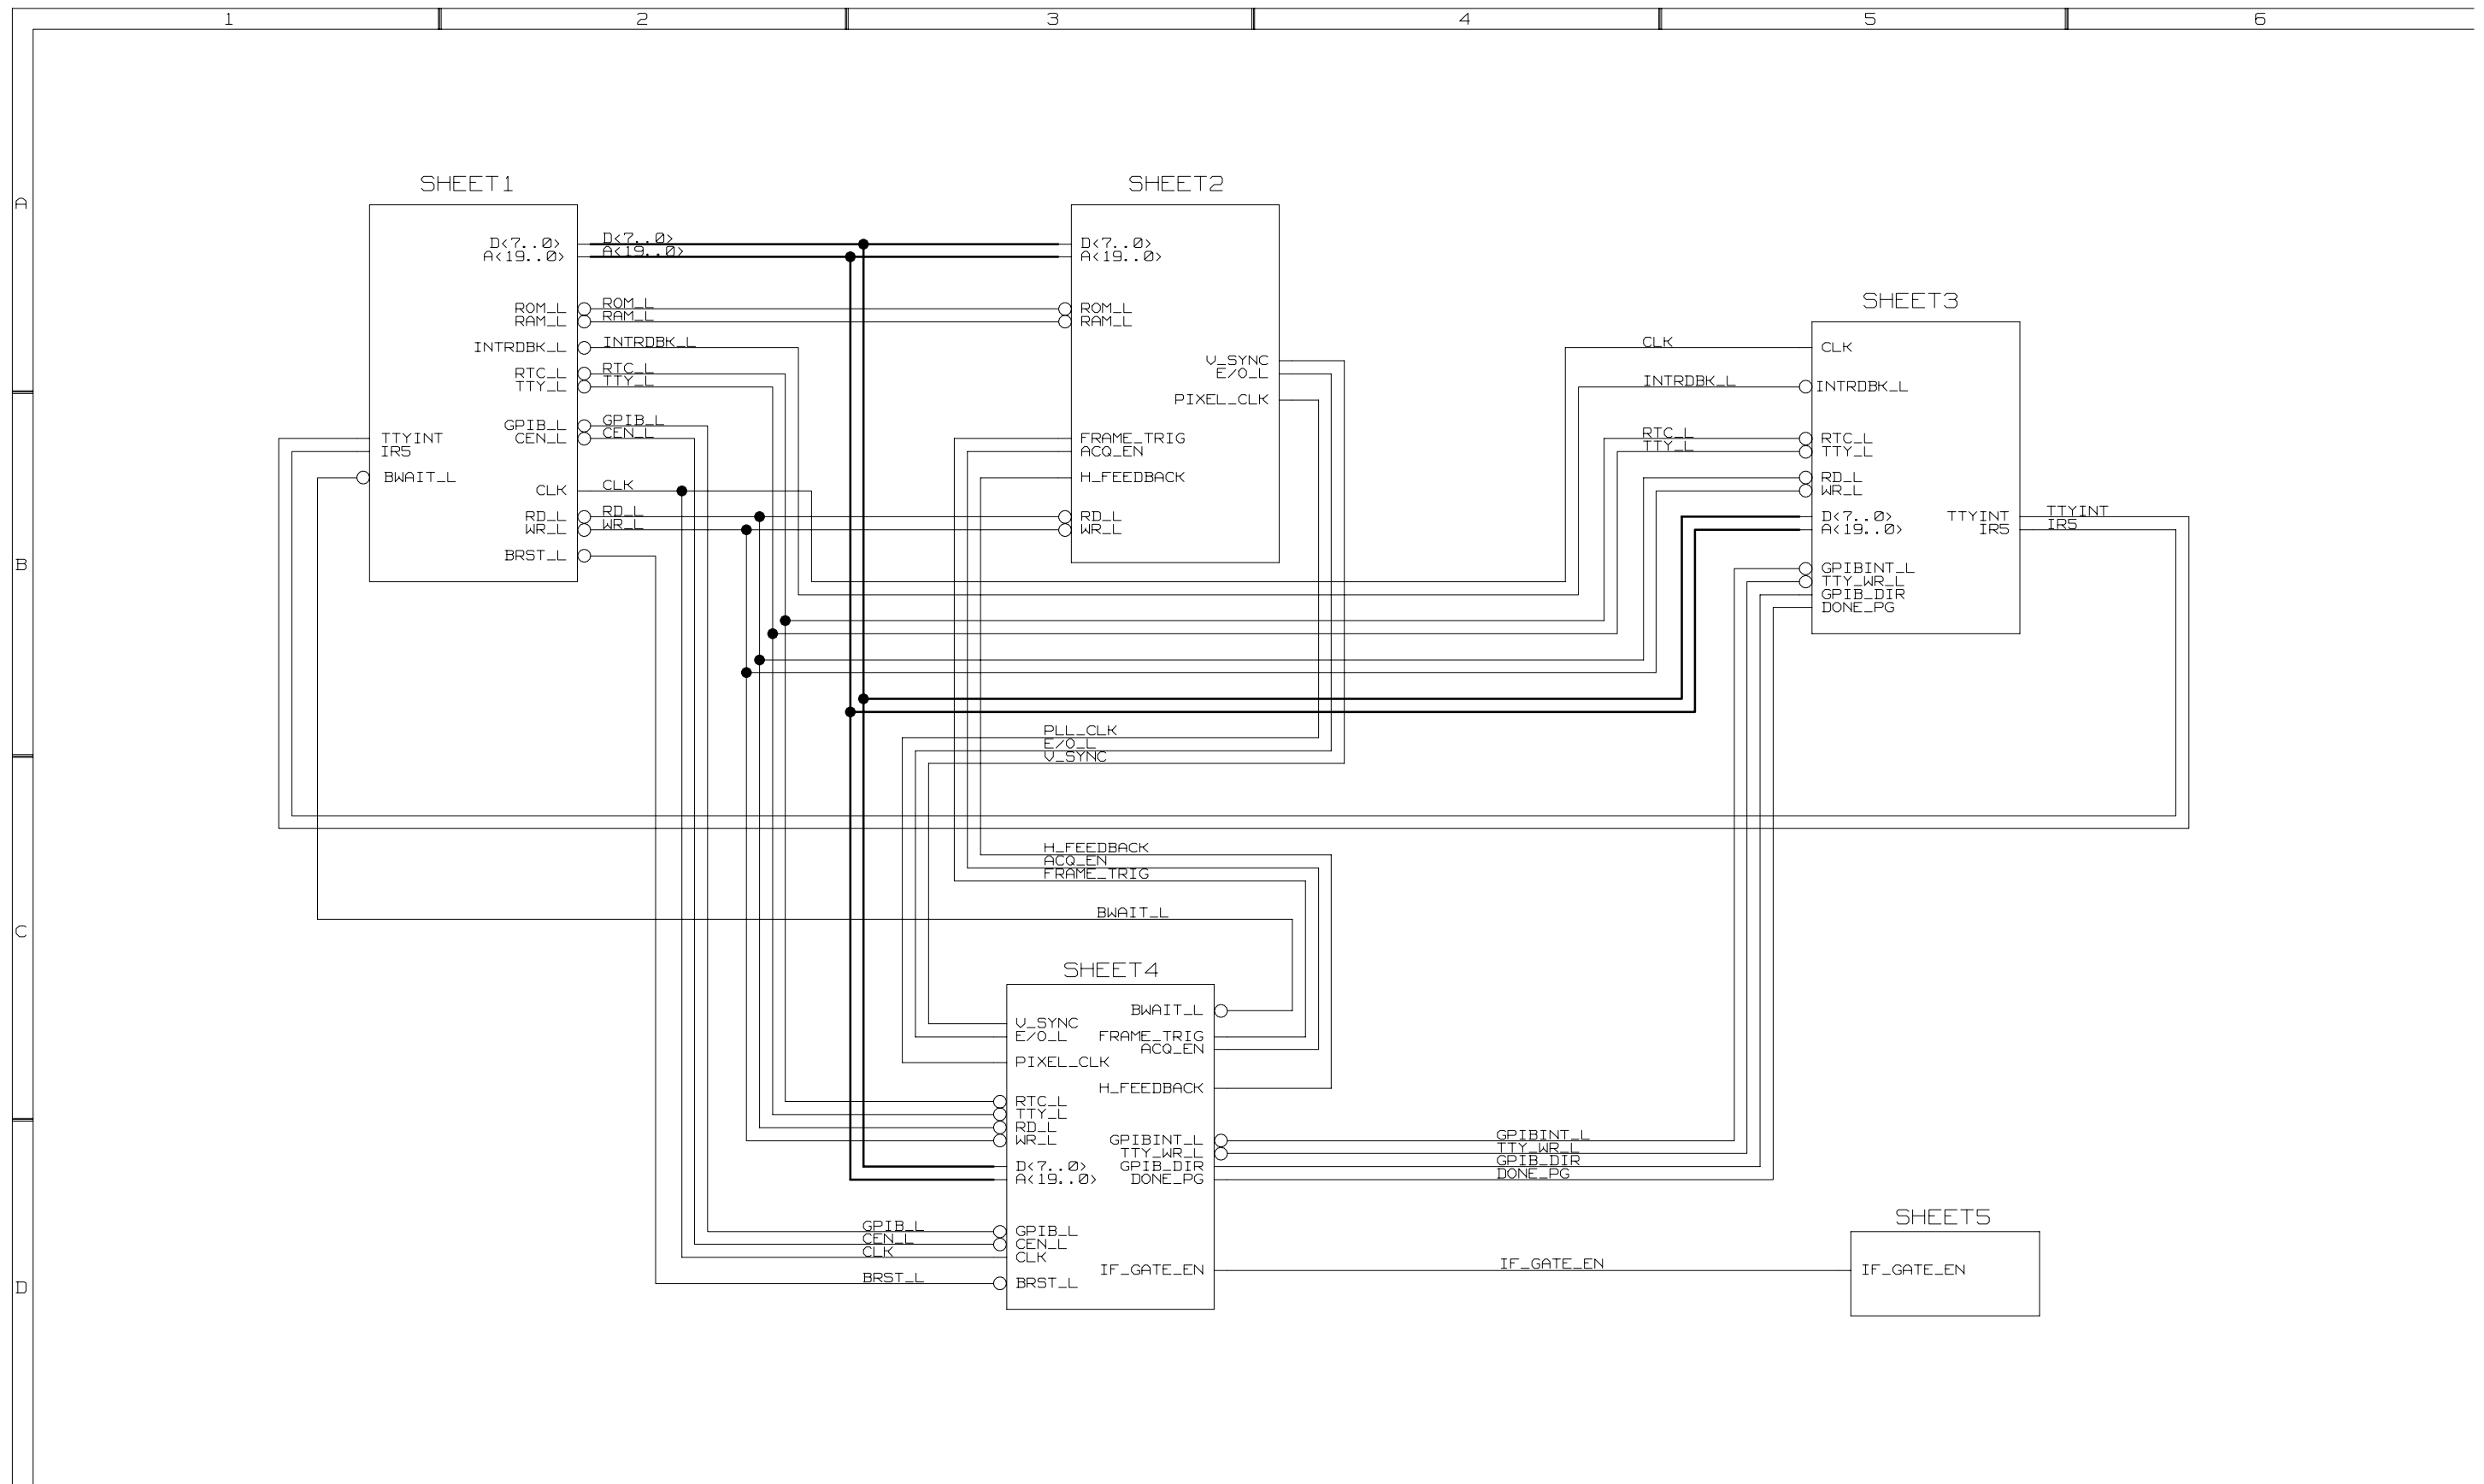 1 2 3 4 5 6
A
SHEET1
D<7..0>
A<19..0>
ROM_L
RAM_L
INTRDBK_L
RTC_L
TTY_L
GPIB_L
CEN_L
TTYINT
IR5
BWAIT_L
CLK
RD_L
WR_L
BRST_L
D<7..0>
A<19..0>
ROM_L
RAM_L
INTRDBK_L
RTC_L
TTY_L
GPIB_L
CEN_L
CLK
RD_L
WR_L
SHEET2
D<7..0>
A<19..0>
ROM_L
RAM_L
V_SYNC
E/O_L
PIXEL_CLK
FRAME_TRIG
ACQ_EN
H_FEEDBACK
RD_L
WR_L
SHEET3
CLK
INTRDBK_L
RTC_L
TTY_L
CLK
INTRDBK_L
RTC_L
TTY_L
RD_L
WR_L
D<7..0>
A<19..0>
TTYINT
IR5
GPIBINT_L
TTY_WR_L
GPIB_DIR
DONE_PG
TTYINT
IR5
B
PLL_CLK
E/O_L
V_SYNC
H_FEEDBACK
ACQ_EN
FRAME_TRIG
BWAIT_L
C
SHEET4
BWAIT_L
V_SYNC
E/O_L
FRAME_TRIG
ACQ_EN
PIXEL_CLK
H_FEEDBACK
RTC_L
TTY_L
RD_L
WR_L
GPIBINT_L
TTY_WR_L
D<7..0>
GPIB_DIR
A<19..0>
DONE_PG
GPIB_L
CEN_L
CLK
IF_GATE_EN
BRST_L
GPIB_L
CEN_L
CLK
BRST_L
GPIBINT_L
TTY_WR_L
GPIB_DIR
DONE_PG
IF_GATE_EN
SHEET5
IF_GATE_EN
D